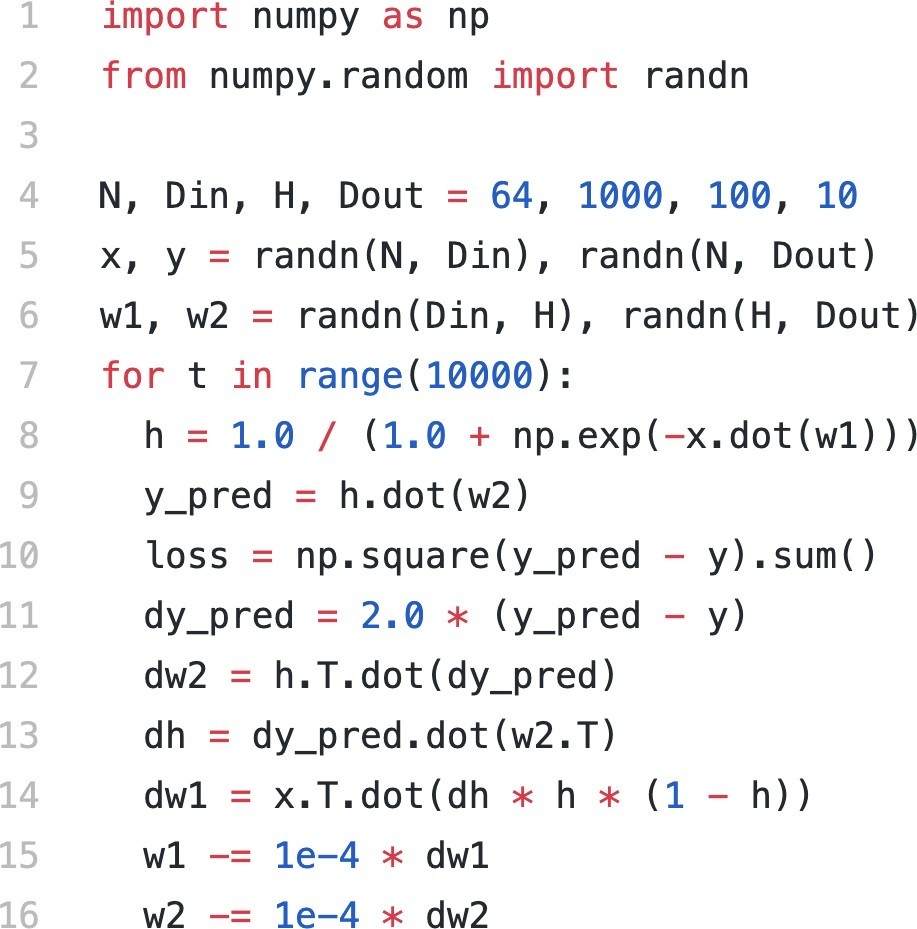 1 import numpy as np
2 from numpy.random import randn
3
4 N, Din, H, Dout = 64, 1000, 100, 10
5 x, y = randn(N, Din), randn(N, Dout)
6 w1, w2 = randn(Din, H), randn(H, Dout)
7 for t in range(10000):
8   h = 1.0 / (1.0 + np.exp(-x.dot(w1)))
9   y_pred = h.dot(w2)
10   loss = np.square(y_pred - y).sum()
11   dy_pred = 2.0 * (y_pred - y)
12   dw2 = h.T.dot(dy_pred)
13   dh = dy_pred.dot(w2.T)
14   dw1 = x.T.dot(dh * h * (1 - h))
15   w1 -= 1e-4 * dw1
16   w2 -= 1e-4 * dw2